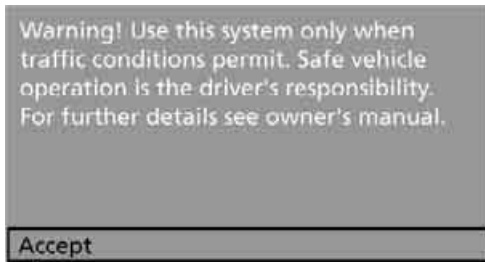 Warning! Use this system only when
traffic conditions permit. Safe vehicle
operation is the driver's responsibility.
For further details see owner's manual.
Accept